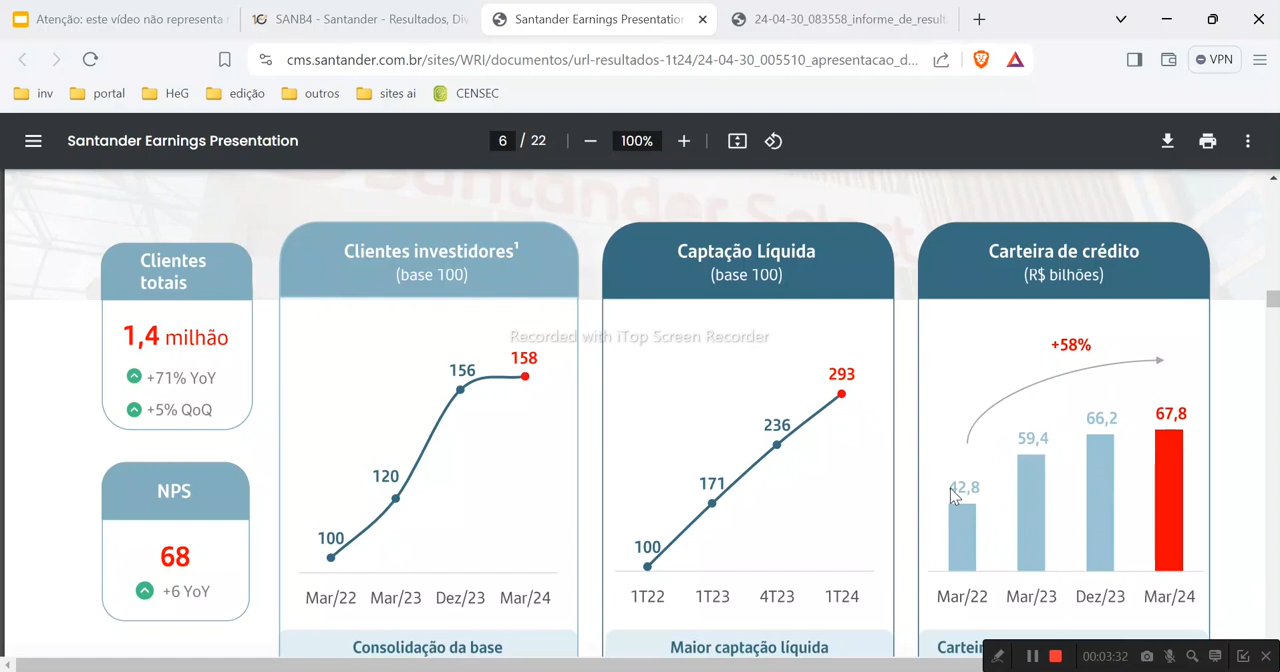 Atenção: este vídeo não representa
SANB4 - Santander - Resultados, Div
Santander Earnings Presentation
24-04-30_083558_informe_de_result
cms.santander.com.br/sites/WRI/documentos/url-resultados-1t24/24-04-30_005510_apresentacao_d...
VPN
inv
portal
HeG
edição
outros
sites ai
CENSEC
Santander Earnings Presentation
6 / 22
100%
Santander Select
Clientes totais
1,4 milhão
+71% YoY
+5% QoQ
NPS
68
+6 YoY
Clientes investidores¹
(base 100)
100
120
156
158
Mar/22 Mar/23 Dez/23 Mar/24
Consolidação da base
Captação Líquida
(base 100)
100
171
236
293
1T22 1T23 4T23 1T24
Maior captação líquida
Carteira de crédito
(R$ bilhões)
+58%
42,8
59,4
66,2
67,8
Mar/22 Mar/23 Dez/23 Mar/24
Carteir
Recorded with iTop Screen Recorder
00:03:32